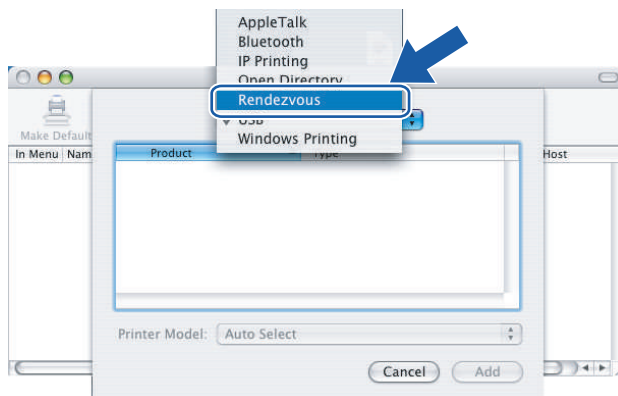 AppleTalk
Bluetooth
IP Printing
Open Directory
Rendezvous
USB
Windows Printing
Make Default
In Menu Nam Product Type Host
Printer Model: Auto Select
Cancel Add